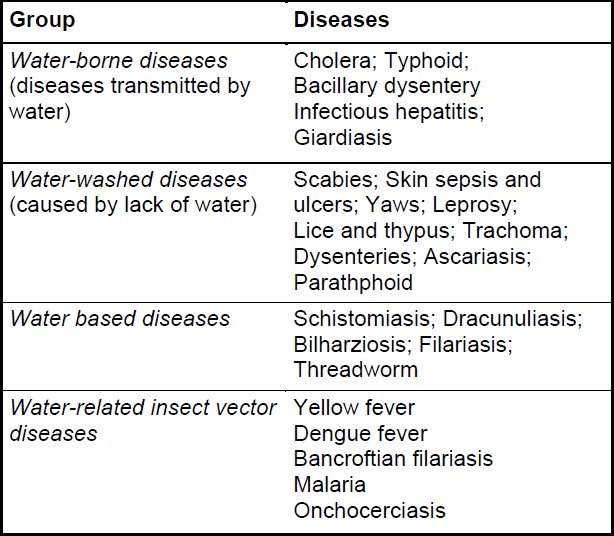 Group
Diseases
Water-borne diseases
(diseases transmitted by
water)
Cholera; Typhoid;
Bacillary dysentery
Infectious hepatitis;
Giardiasis
Water-washed diseases
(caused by lack of water)
Scabies; Skin sepsis and
ulcers; Yaws; Leprosy;
Lice and thypus; Trachoma;
Dysenteries; Ascariasis;
Parathphoid
Water based diseases
Schistomiasis; Dracunuliasis;
Bilharziosis; Filariasis;
Threadworm
Water-related insect vector
diseases
Yellow fever
Dengue fever
Bancroftian filariasis
Malaria
Onchocerciasis